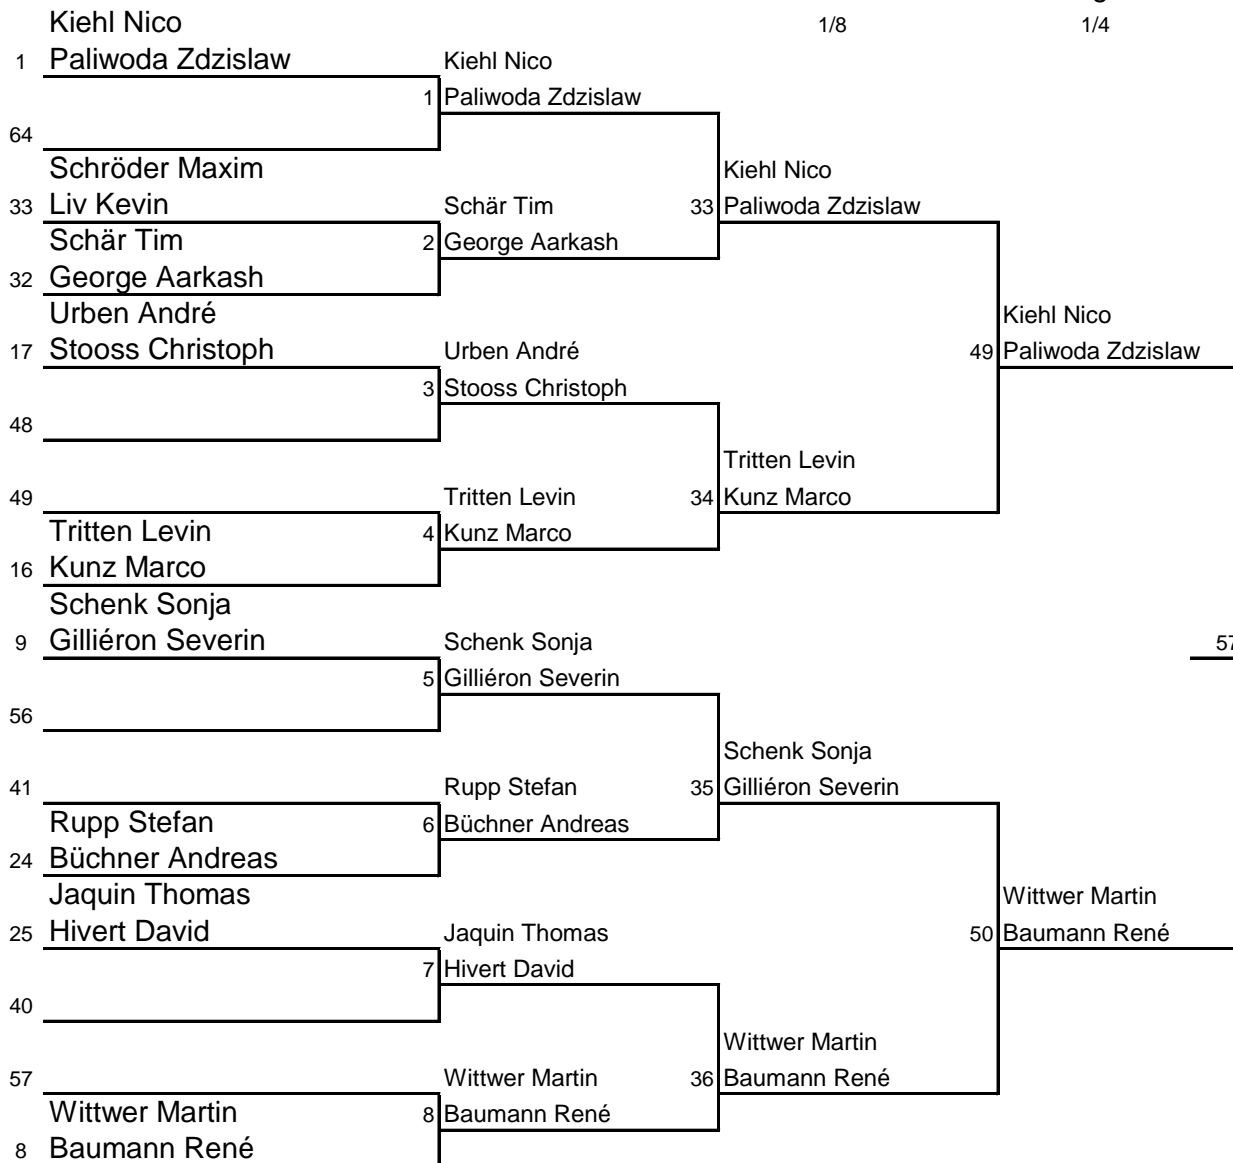 Kiehl Nico
1/8
1/4
1 Paliwoda Zdzislaw
Kiehl Nico
1 Paliwoda Zdzislaw
64
Schröder Maxim
Kiehl Nico
33 Liv Kevin
Schär Tim
33 Paliwoda Zdzislaw
Schär Tim
2 George Aarkash
32 George Aarkash
Urben André
Kiehl Nico
17 Stooss Christoph
Urben André
49 Paliwoda Zdzislaw
3 Stooss Christoph
48
Tritten Levin
49
Tritten Levin
34 Kunz Marco
Tritten Levin
4 Kunz Marco
16 Kunz Marco
Schenk Sonja
9 Gilliéron Severin
Schenk Sonja
57
5 Gilliéron Severin
56
Schenk Sonja
41
Rupp Stefan
35 Gilliéron Severin
Rupp Stefan
6 Büchner Andreas
24 Büchner Andreas
Jaquin Thomas
Wittwer Martin
25 Hivert David
Jaquin Thomas
50 Baumann René
7 Hivert David
40
Wittwer Martin
57
Wittwer Martin
36 Baumann René
Wittwer Martin
8 Baumann René
8 Baumann René